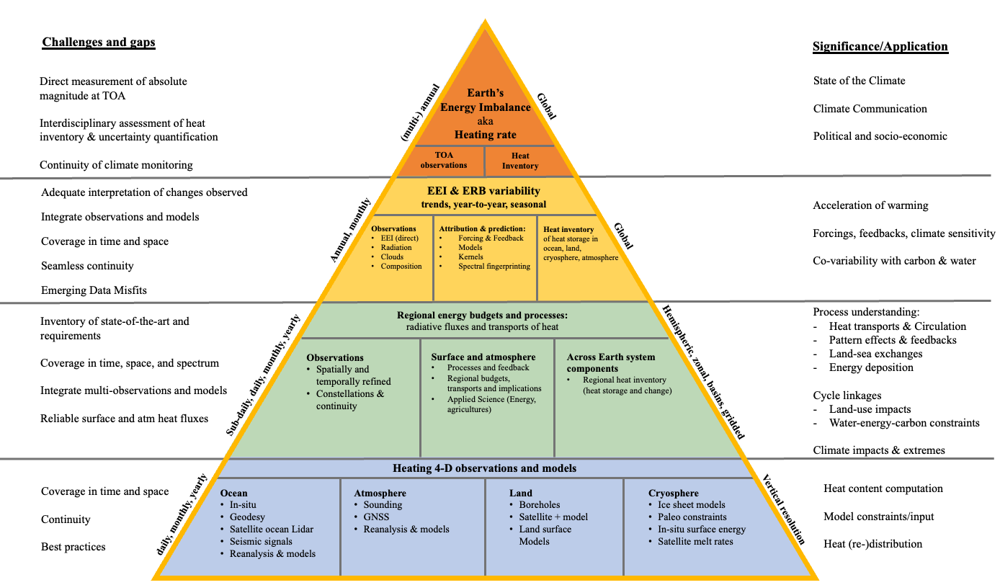 Challenges and gaps
Direct measurement of absolute
magnitude at TOA
Interdisciplinary assessment of heat
inventory & uncertainty quantification
Continuity of climate monitoring
(multi-) annual
Earth's
Energy Imbalance
aka
Heating rate
TOA
observations
Heat
Inventory
Global
Significance/Application
State of the Climate
Climate Communication
Political and socio-economic
Adequate interpretation of changes observed
Integrate observations and models
Coverage in time and space
Seamless continuity
Emerging Data Misfits
Annual, monthly
EEI & ERB variability
trends, year-to-year, seasonal
Observations
• EEI (direct)
• Radiation
• Clouds
• Composition
Attribution & prediction:
• Forcing & Feedback
• Models
• Kernels
• Spectral fingerprinting
Heat inventory
of heat storage in
ocean, land,
cryosphere, atmosphere
Global
Acceleration of warming
Forcings, feedbacks, climate sensitivity
Co-variability with carbon & water
Inventory of state-of-the-art and
requirements
Coverage in time, space, and spectrum
Integrate multi-observations and models
Reliable surface and atm heat fluxes
Sub-daily, daily, monthly, yearly
Regional energy budgets and processes:
radiative fluxes and transports of heat
Observations
• Spatially and
temporally refined
• Constellations &
continuity
Surface and atmosphere
• Processes and feedback
• Regional budgets,
transports and implications
• Applied Science (Energy,
agricultures)
Across Earth system
components
• Regional heat inventory
(heat storage and change)
Hemispheric, zonal, basins, gridded
Process understanding:
- Heat transports & Circulation
- Pattern effects & feedbacks
- Land-sea exchanges
- Energy deposition
Cycle linkages
- Land-use impacts
- Water-energy-carbon constraints
Climate impacts & extremes
Coverage in time and space
Continuity
Best practices
daily, monthly, yearly
Heating 4-D observations and models
Ocean
• In-situ
• Geodesy
• Satellite ocean Lidar
• Seismic signals
• Reanalysis & models
Atmosphere
• Sounding
• GNSS
• Reanalysis & models
Land
• Boreholes
• Satellite + model
• Land surface
Models
Cryosphere
• Ice sheet models
• Paleo constraints
• In-situ surface energy
• Satellite melt rates
Vertical resolution
Heat content computation
Model constraints/input
Heat (re-)distribution